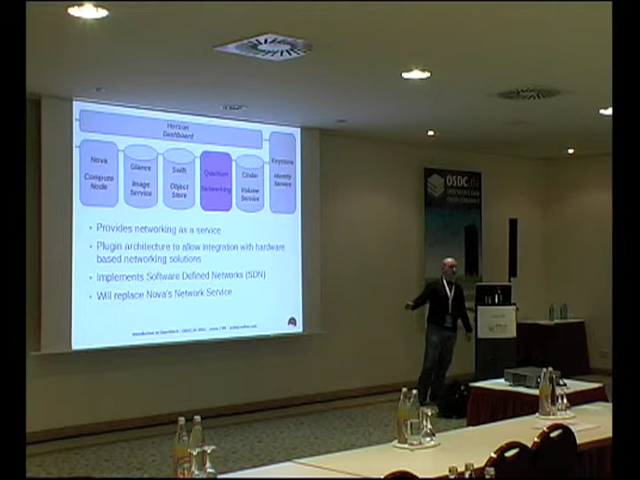 Horizon
Dashboard
Nova
Compute
Node
Glance
Image
Service
Swift
Object
Store
Quantum
Networking
Cinder
Volume
Service
Keystone
Identity
Service
- Provides networking as a service
- Plugin architecture to allow integration with hardware
based networking solutions
- Implements Software Defined Networks (SDN)
- Will replace Nova's Network Service
OSDC.de